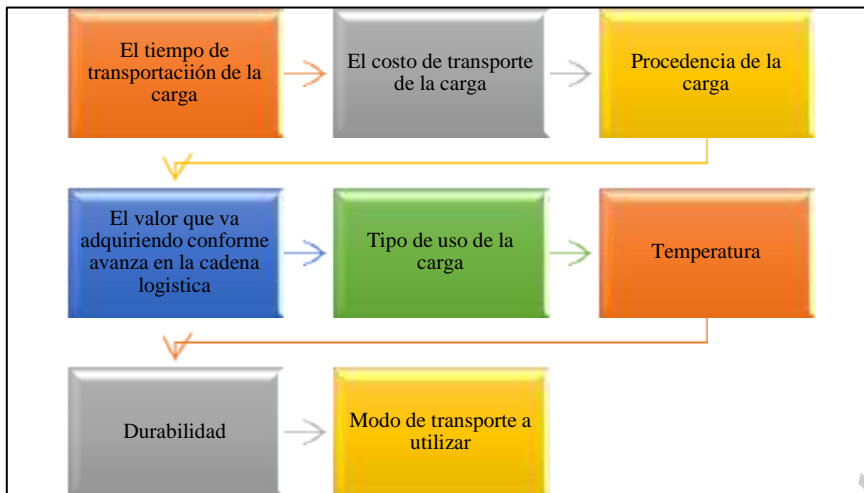 El tiempo de
transportaciión de la
carga
El costo de transporte
de la carga
Procedencia de la
carga
El valor que va
adquiriendo conforme
avanza en la cadena
logistica
Tipo de uso de la
carga
Temperatura
Durabilidad
Modo de transporte a
utilizar